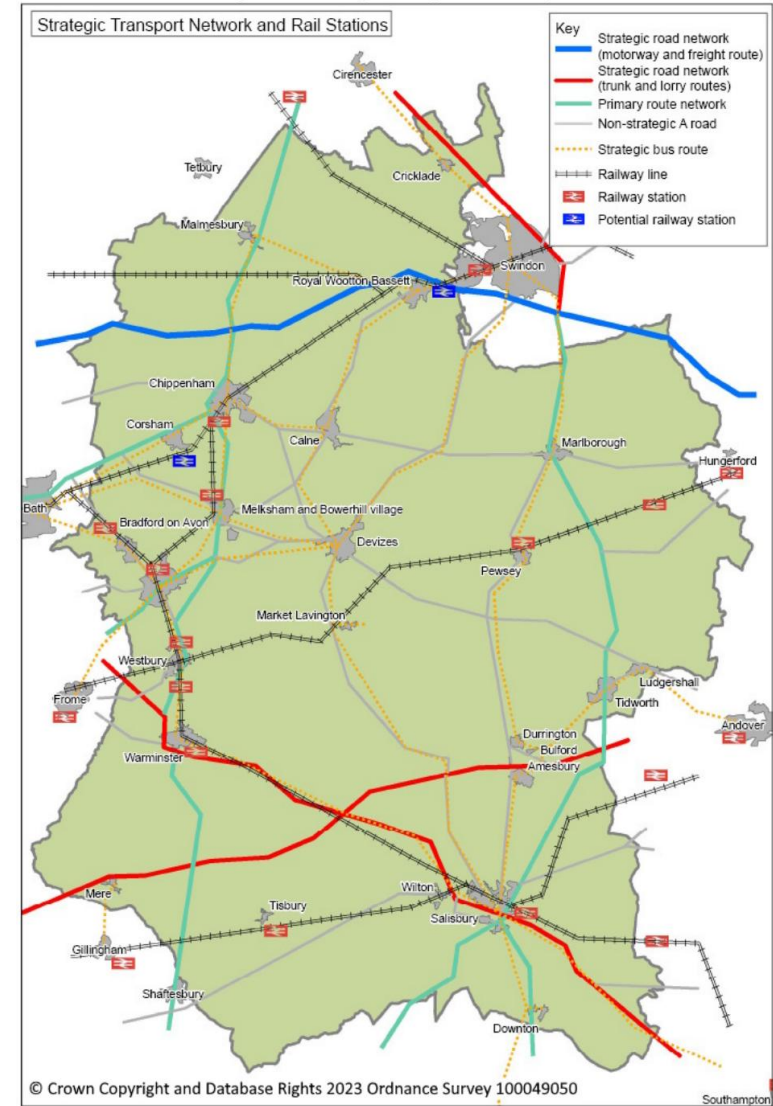 Strategic Transport Network and Rail Stations
Key
Strategic road network
(motorway and freight route)
Strategic road network
(trunk and lorry routes)
Primary route network
Non-strategic A road
Strategic bus route
Railway line
Railway station
Potential railway station
Cirencester
Tetbury
Cricklade
Malmesbury
Swindon
Royal Wootton Bassett
Chippenham
Corsham
Calne
Marlborough
Hungerford
Bath
Melksham and Bowerhill village
Bradford on Avon
Devizes
Pewsey
Market Lavington
Westbury
Frome
Ludgershall
Tidworth
Andover
Durrington
Bulford
Amesbury
Warminster
Mere
Wilton
Tisbury
Salisbury
Gillingham
Shaftesbury
Downton
© Crown Copyright and Database Rights 2023 Ordnance Survey 100049050
Southampton